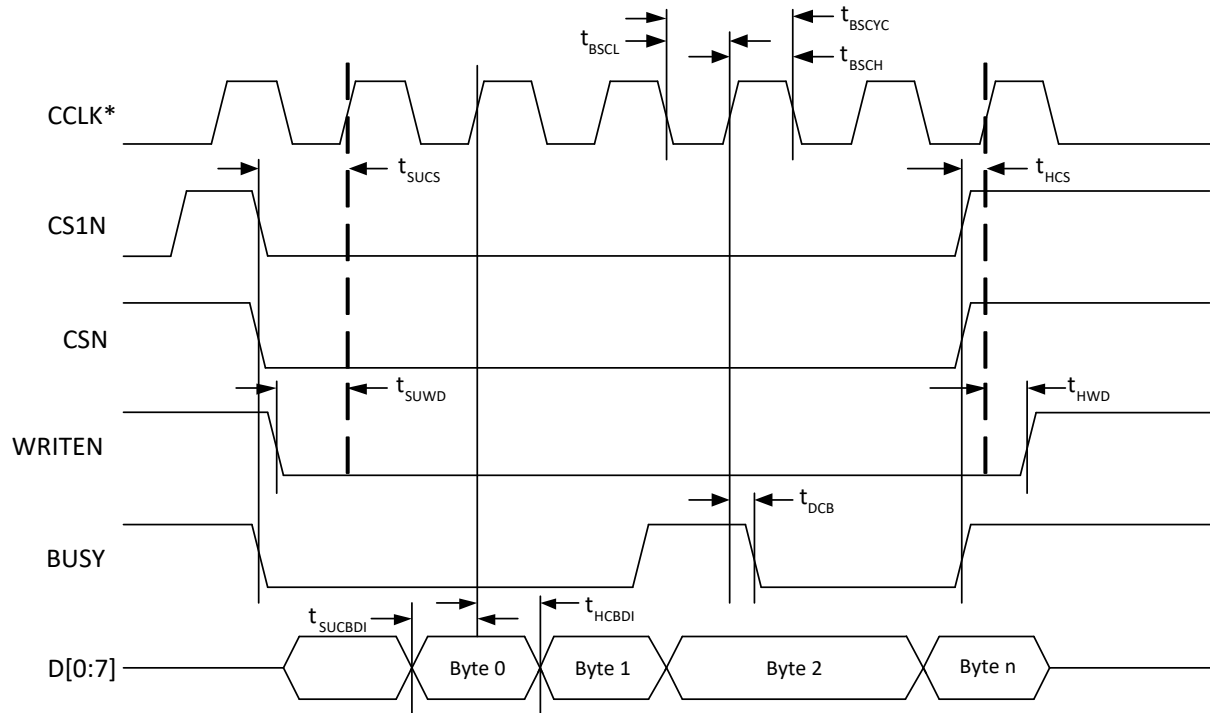 t_BSCYC
t_BSCL
t_BSCH
CCLK*
t_SUCS
t_HCS
CS1N
CSN
t_SUWD
t_HWD
WRITEN
t_DCB
BUSY
t_SUCBDI
t_HCBDI
D[0:7]
Byte 0
Byte 1
Byte 2
Byte n